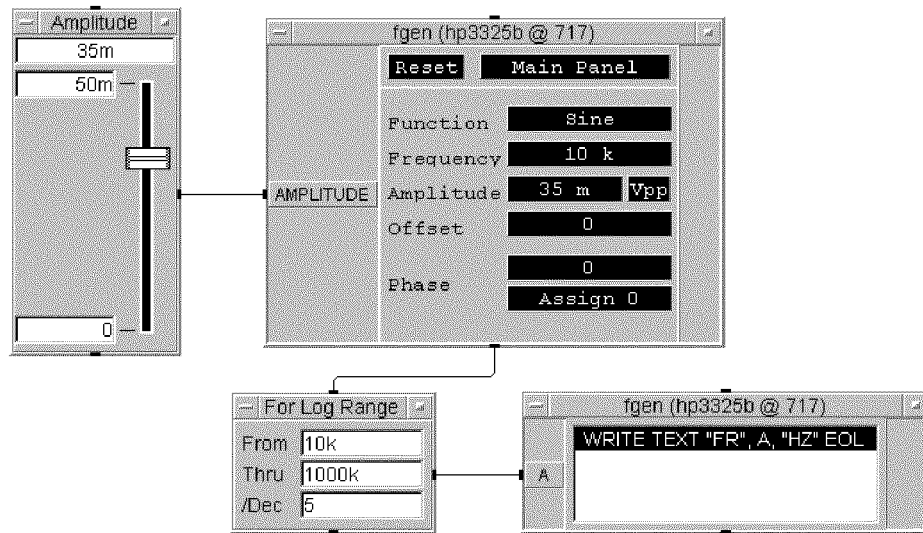 Amplitude
35m
50m
0
fgen (hp3325b @ 717)
Reset Main Panel
Function Sine
Frequency 10 k
AMPLITUDE Amplitude 35 m Vpp
Offset 0
Phase 0
Assign 0
For Log Range
From 10k
Thru 1000k
/Dec 5
fgen (hp3325b @ 717)
WRITE TEXT "FR", A, "HZ" EOL
A